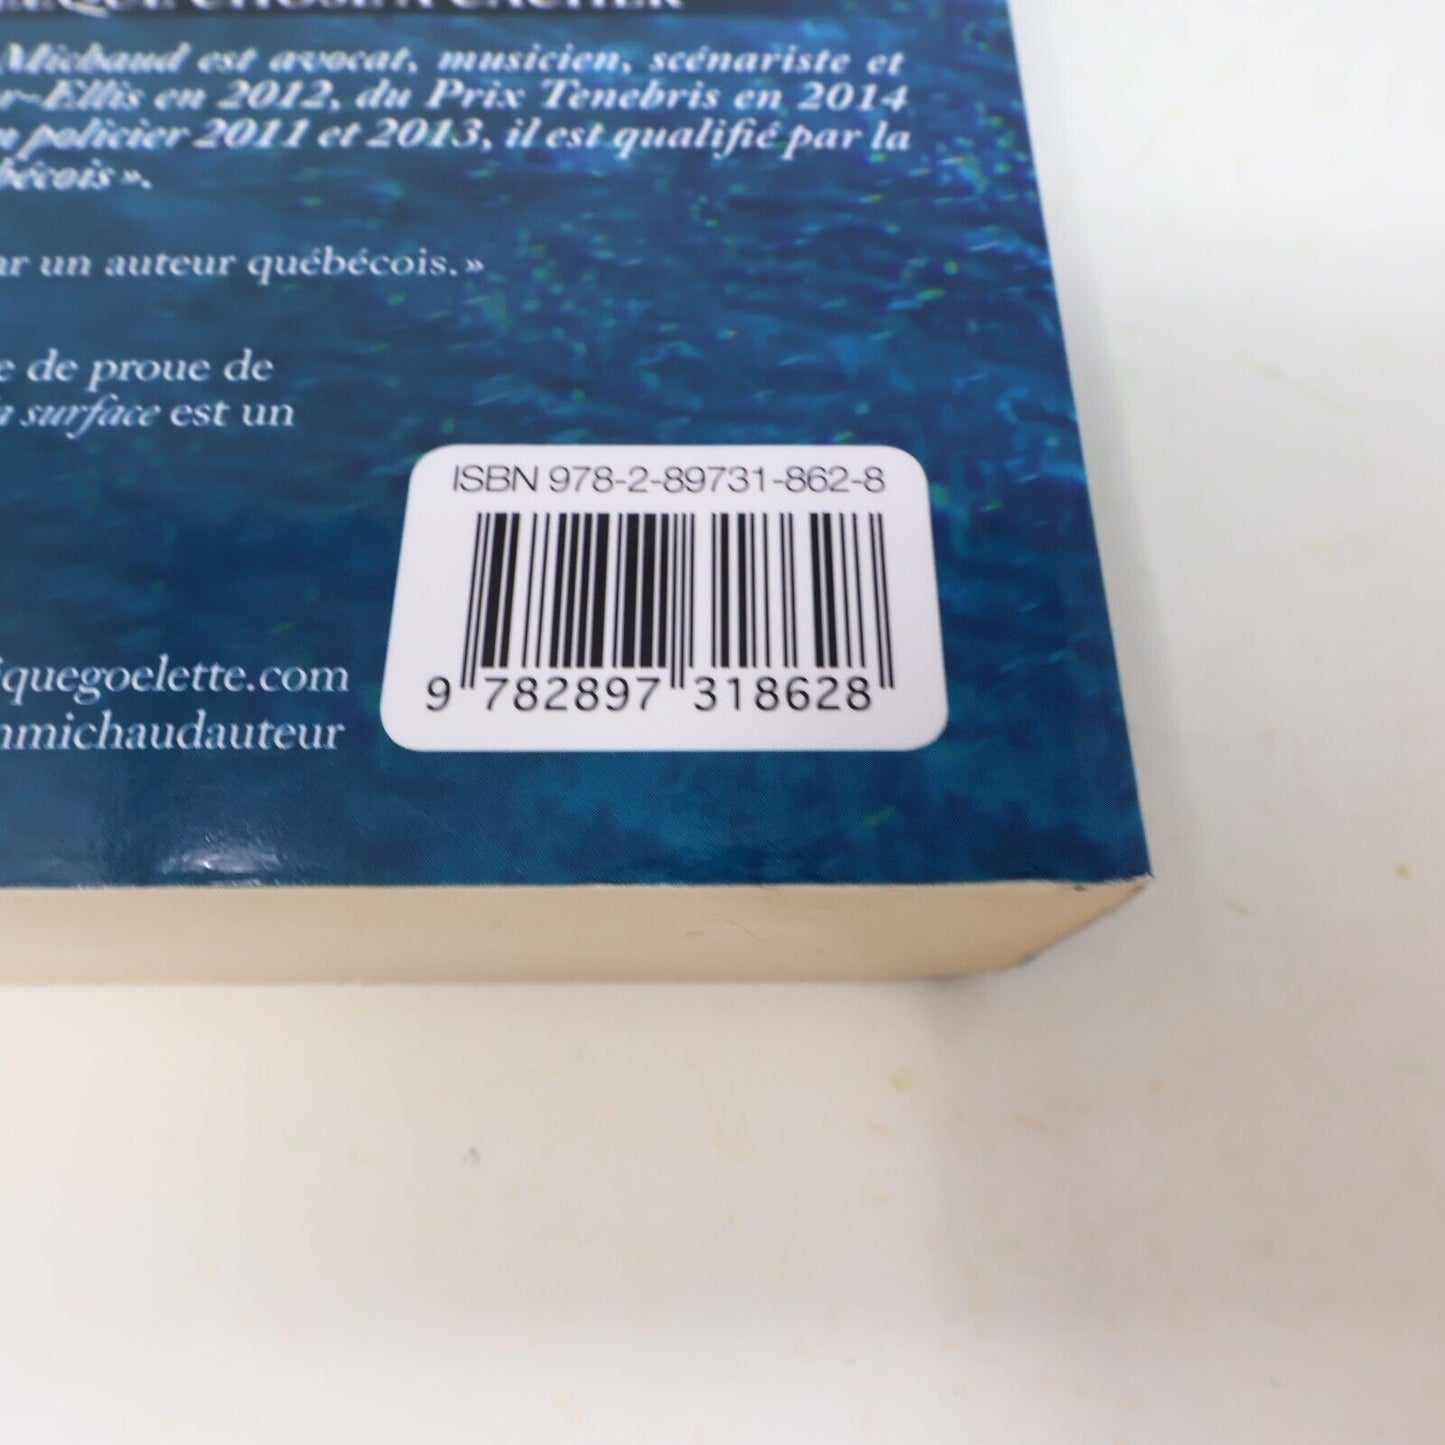 Michaud est avocat, musicien, scénariste et
r-Ellis en 2012, du Prix Tenebris en 2014
policier 2011 et 2013, il est qualifié par la
bécois ».
ar un auteur québécois. »
e de proue de
la surface est un
ISBN 978-2-89731-862-8
9 782897 318628
iquegoelette.com
nmichaudauteur